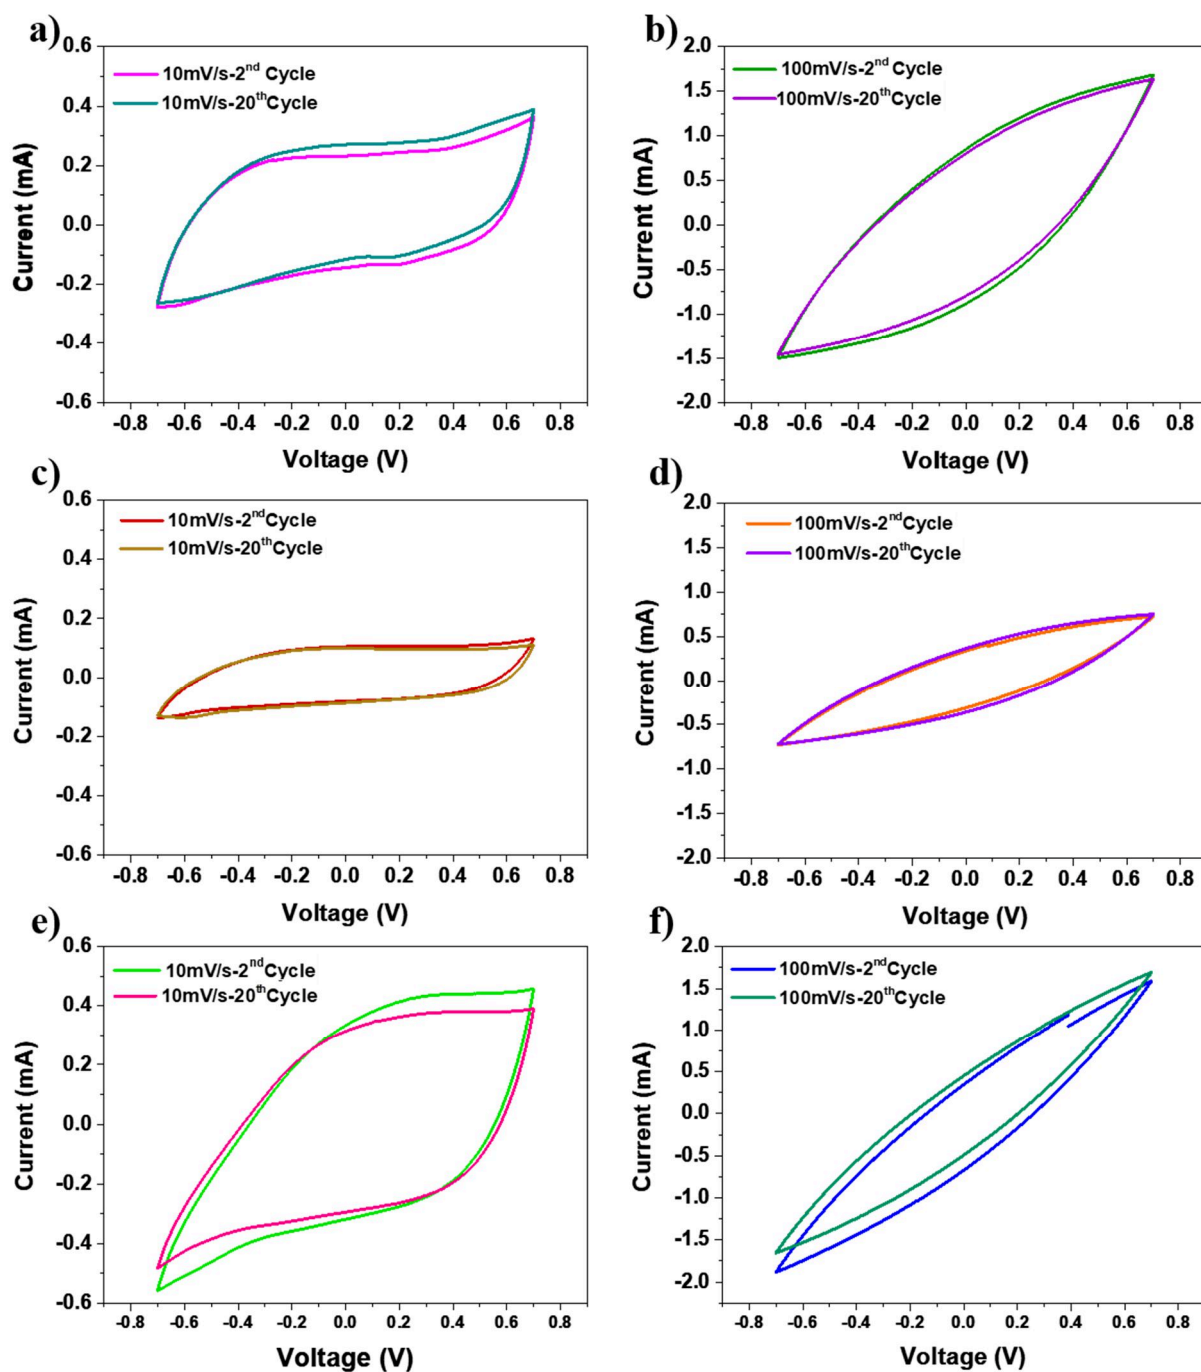 a)
10mV/s-2nd Cycle
10mV/s-20thCycle
0.6
0.4
0.2
0.0
-0.2
-0.4
-0.6
Current (mA)
-0.8 -0.6 -0.4 -0.2 0.0 0.2 0.4 0.6 0.8
Voltage (V)
b)
100mV/s-2nd Cycle
100mV/s-20thCycle
2.0
1.5
1.0
0.5
0.0
-0.5
-1.0
-1.5
-2.0
Current (mA)
-0.8 -0.6 -0.4 -0.2 0.0 0.2 0.4 0.6 0.8
Voltage (V)
c)
10mV/s-2ndCycle
10mV/s-20thCycle
0.6
0.4
0.2
0.0
-0.2
-0.4
-0.6
Current (mA)
-0.8 -0.6 -0.4 -0.2 0.0 0.2 0.4 0.6 0.8
Voltage (V)
d)
100mV/s-2ndCycle
100mV/s-20thCycle
2.0
1.5
1.0
0.5
0.0
-0.5
-1.0
-1.5
-2.0
Current (mA)
-0.8 -0.6 -0.4 -0.2 0.0 0.2 0.4 0.6 0.8
Voltage (V)
e)
10mV/s-2ndCycle
10mV/s-20thCycle
0.6
0.4
0.2
0.0
-0.2
-0.4
-0.6
Current (mA)
-0.8 -0.6 -0.4 -0.2 0.0 0.2 0.4 0.6 0.8
Voltage (V)
f)
100mV/s-2ndCycle
100mV/s-20thCycle
2.0
1.5
1.0
0.5
0.0
-0.5
-1.0
-1.5
-2.0
Current (mA)
-0.8 -0.6 -0.4 -0.2 0.0 0.2 0.4 0.6 0.8
Voltage (V)